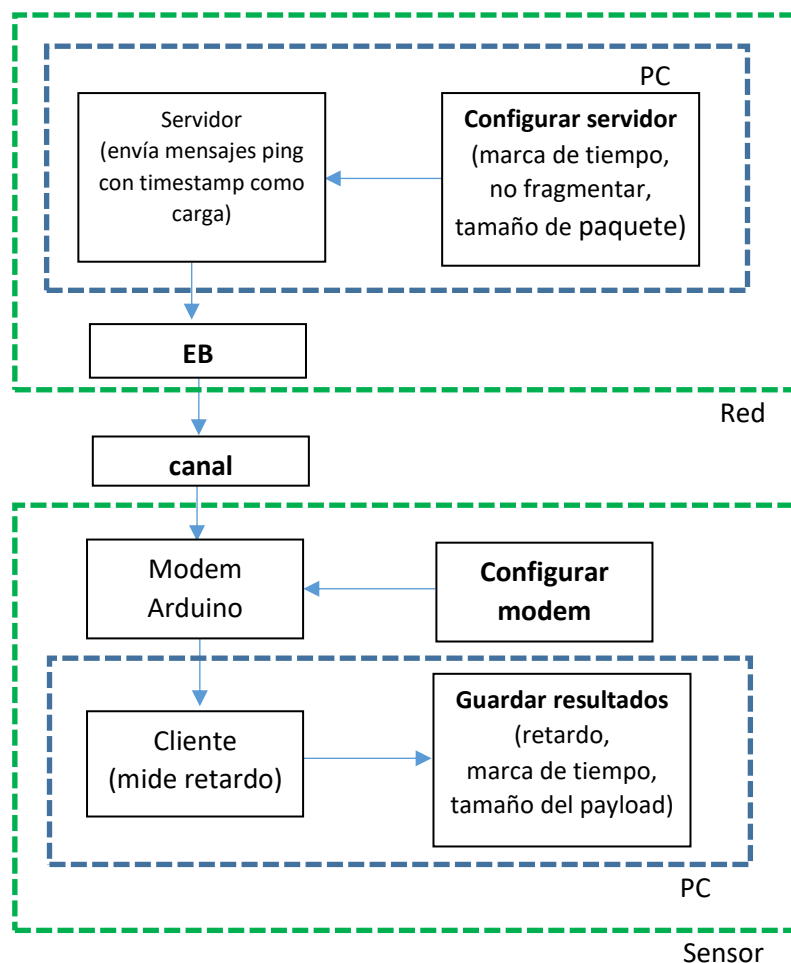 PC
Servidor
(envía mensajes ping
con timestamp como
carga)
Configurar servidor
(marca de tiempo,
no fragmentar,
tamaño de paquete)
EB
Red
canal
Modem
Arduino
Configurar
modem
Cliente
(mide retardo)
Guardar resultados
(retardo,
marca de tiempo,
tamaño del payload)
PC
Sensor